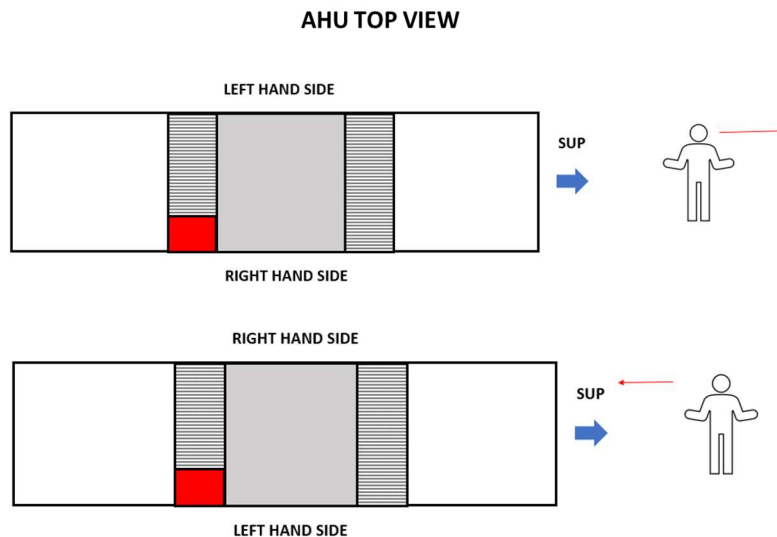 AHU TOP VIEW
LEFT HAND SIDE
SUP
RIGHT HAND SIDE
RIGHT HAND SIDE
SUP
LEFT HAND SIDE